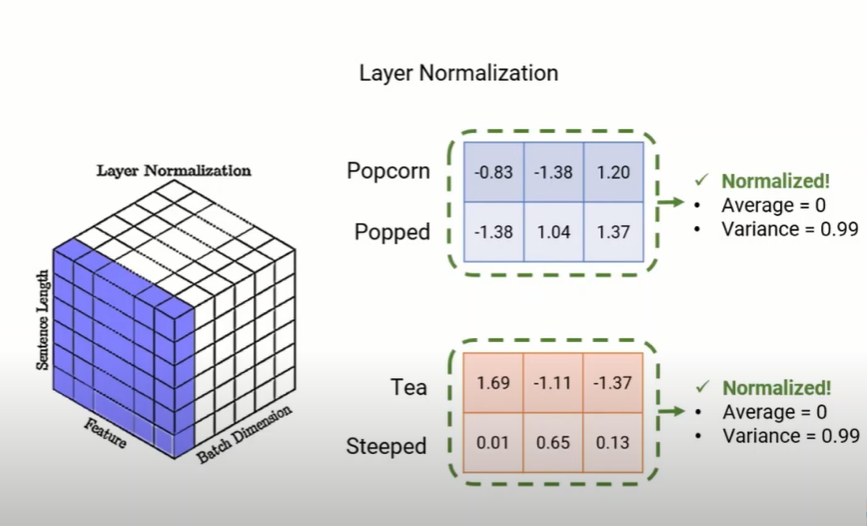 Layer Normalization
Layer Normalization
Sentence Length
Feature
Batch Dimension
Popcorn -0.83 -1.38 1.20
Popped -1.38 1.04 1.37
✓ Normalized!
• Average = 0
• Variance = 0.99
Tea 1.69 -1.11 -1.37
Steeped 0.01 0.65 0.13
✓ Normalized!
• Average = 0
• Variance = 0.99